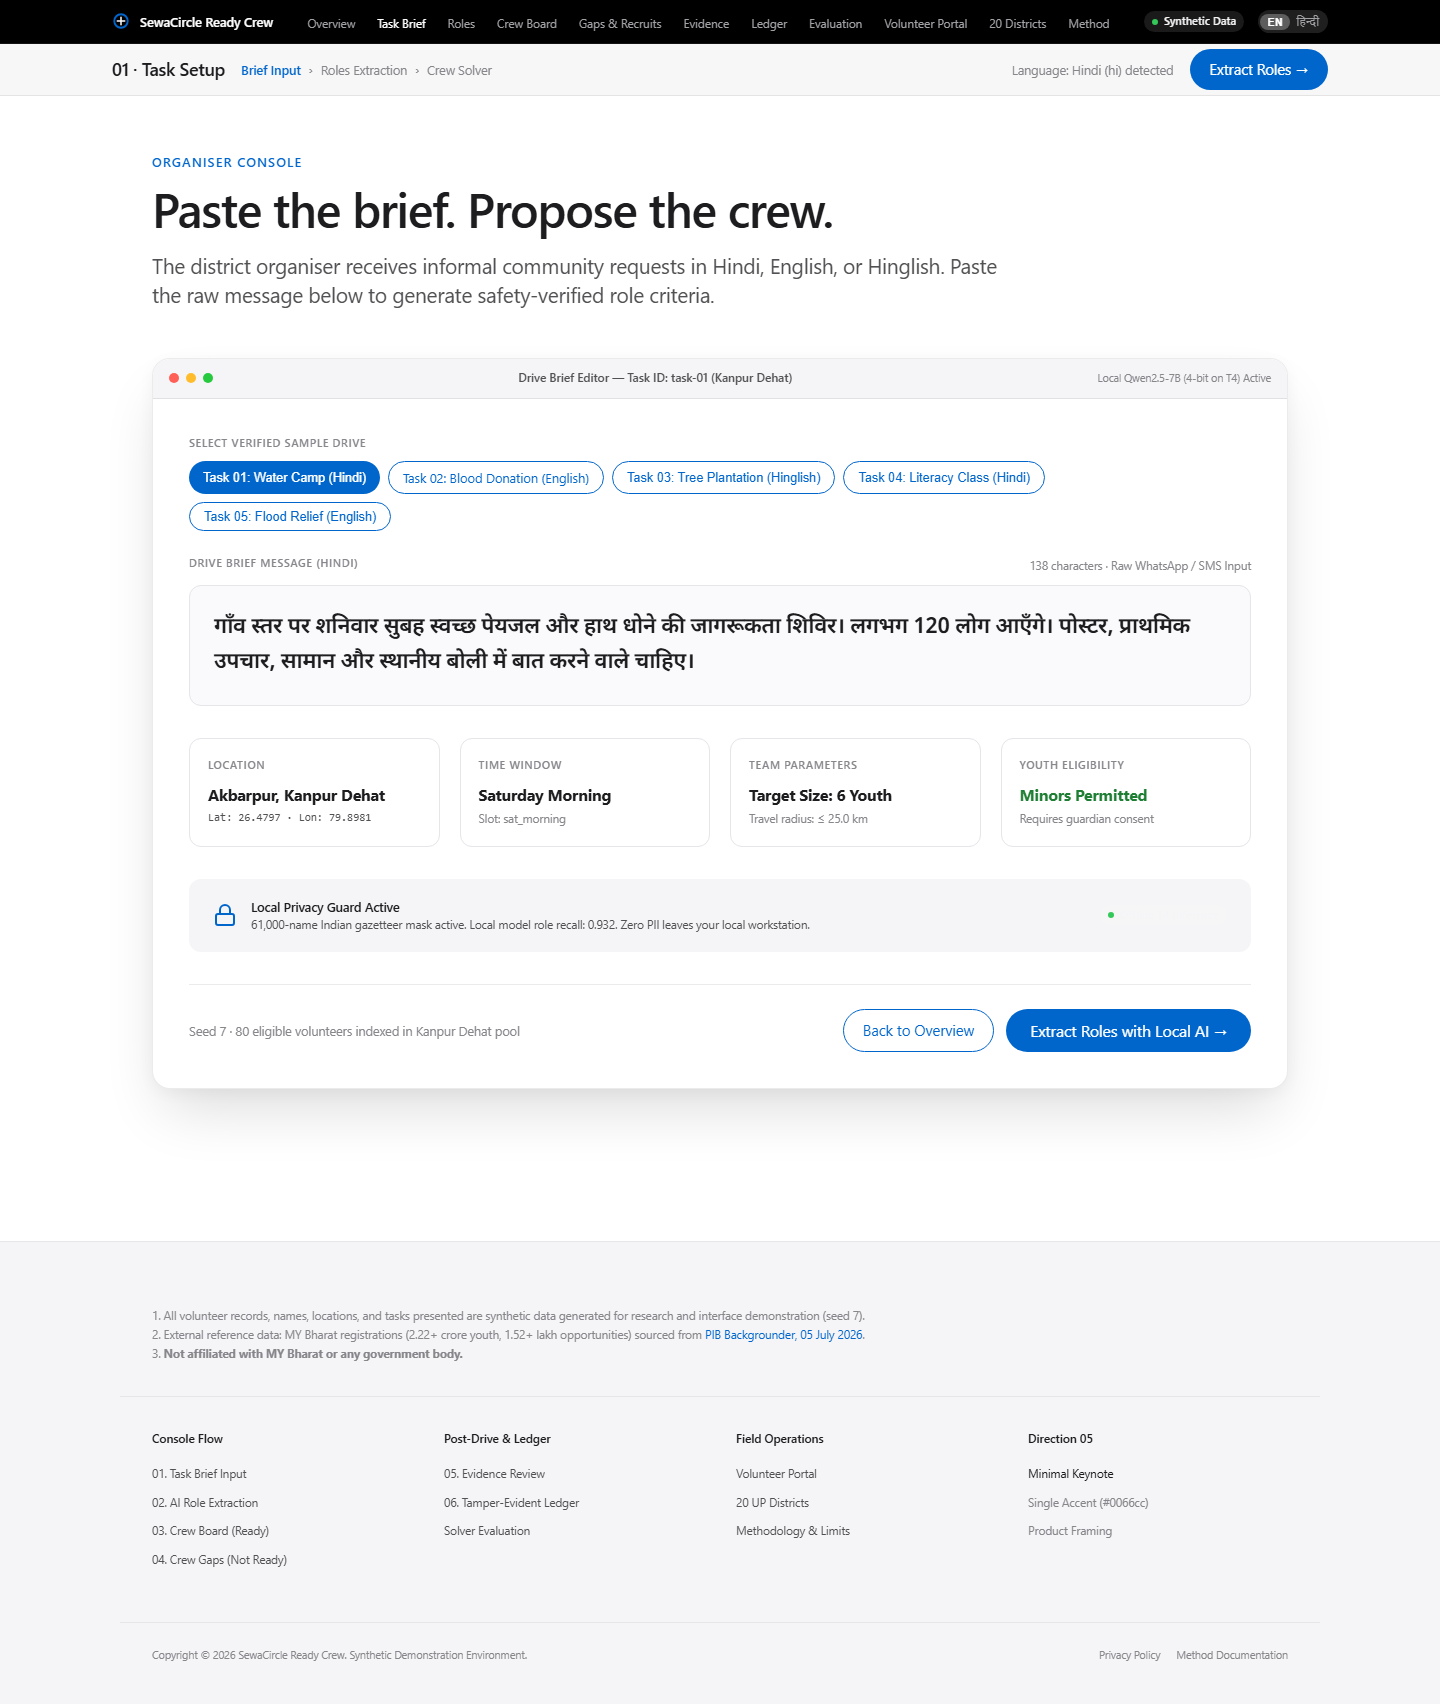 SewaCircle Ready Crew
Overview
Task Brief
Roles
Crew Board
Gaps & Recruits
Evidence
Ledger
Evaluation
Volunteer Portal
20 Districts
Method
Synthetic Data
EN हिन्दी
01 · Task Setup
Brief Input › Roles Extraction › Crew Solver
Language: Hindi (hi) detected
Extract Roles →
ORGANISER CONSOLE
Paste the brief. Propose the crew.
The district organiser receives informal community requests in Hindi, English, or Hinglish. Paste
the raw message below to generate safety-verified role criteria.
Drive Brief Editor — Task ID: task-01 (Kanpur Dehat)
Local Qwen2.5-7B (4-bit on T4) Active
SELECT VERIFIED SAMPLE DRIVE
Task 01: Water Camp (Hindi)
Task 02: Blood Donation (English)
Task 03: Tree Plantation (Hinglish)
Task 04: Literacy Class (Hindi)
Task 05: Flood Relief (English)
DRIVE BRIEF MESSAGE (HINDI)
138 characters · Raw WhatsApp / SMS Input
गाँव स्तर पर शनिवार सुबह स्वच्छ पेयजल और हाथ धोने की जागरूकता शिविर। लगभग 120 लोग आएँगे। पोस्टर, प्राथमिक
उपचार, सामान और स्थानीय बोली में बात करने वाले चाहिए।
LOCATION
Akbarpur, Kanpur Dehat
Lat: 26.4797 · Lon: 79.8981
TIME WINDOW
Saturday Morning
Slot: sat_morning
TEAM PARAMETERS
Target Size: 6 Youth
Travel radius: ≤ 25.0 km
YOUTH ELIGIBILITY
Minors Permitted
Requires guardian consent
Local Privacy Guard Active
61,000-name Indian gazetteer mask active. Local model role recall: 0.932. Zero PII leaves your local workstation.
Seed 7 · 80 eligible volunteers indexed in Kanpur Dehat pool
Back to Overview
Extract Roles with Local AI →
1. All volunteer records, names, locations, and tasks presented are synthetic data generated for research and interface demonstration (seed 7).
2. External reference data: MY Bharat registrations (2.22+ crore youth, 1.52+ lakh opportunities) sourced from PIB Backgrounder, 05 July 2026.
3. Not affiliated with MY Bharat or any government body.
Console Flow
01. Task Brief Input
02. AI Role Extraction
03. Crew Board (Ready)
04. Crew Gaps (Not Ready)
Post-Drive & Ledger
05. Evidence Review
06. Tamper-Evident Ledger
Solver Evaluation
Field Operations
Volunteer Portal
20 UP Districts
Methodology & Limits
Direction 05
Minimal Keynote
Single Accent (#0066cc)
Product Framing
Copyright © 2026 SewaCircle Ready Crew. Synthetic Demonstration Environment.
Privacy Policy
Method Documentation